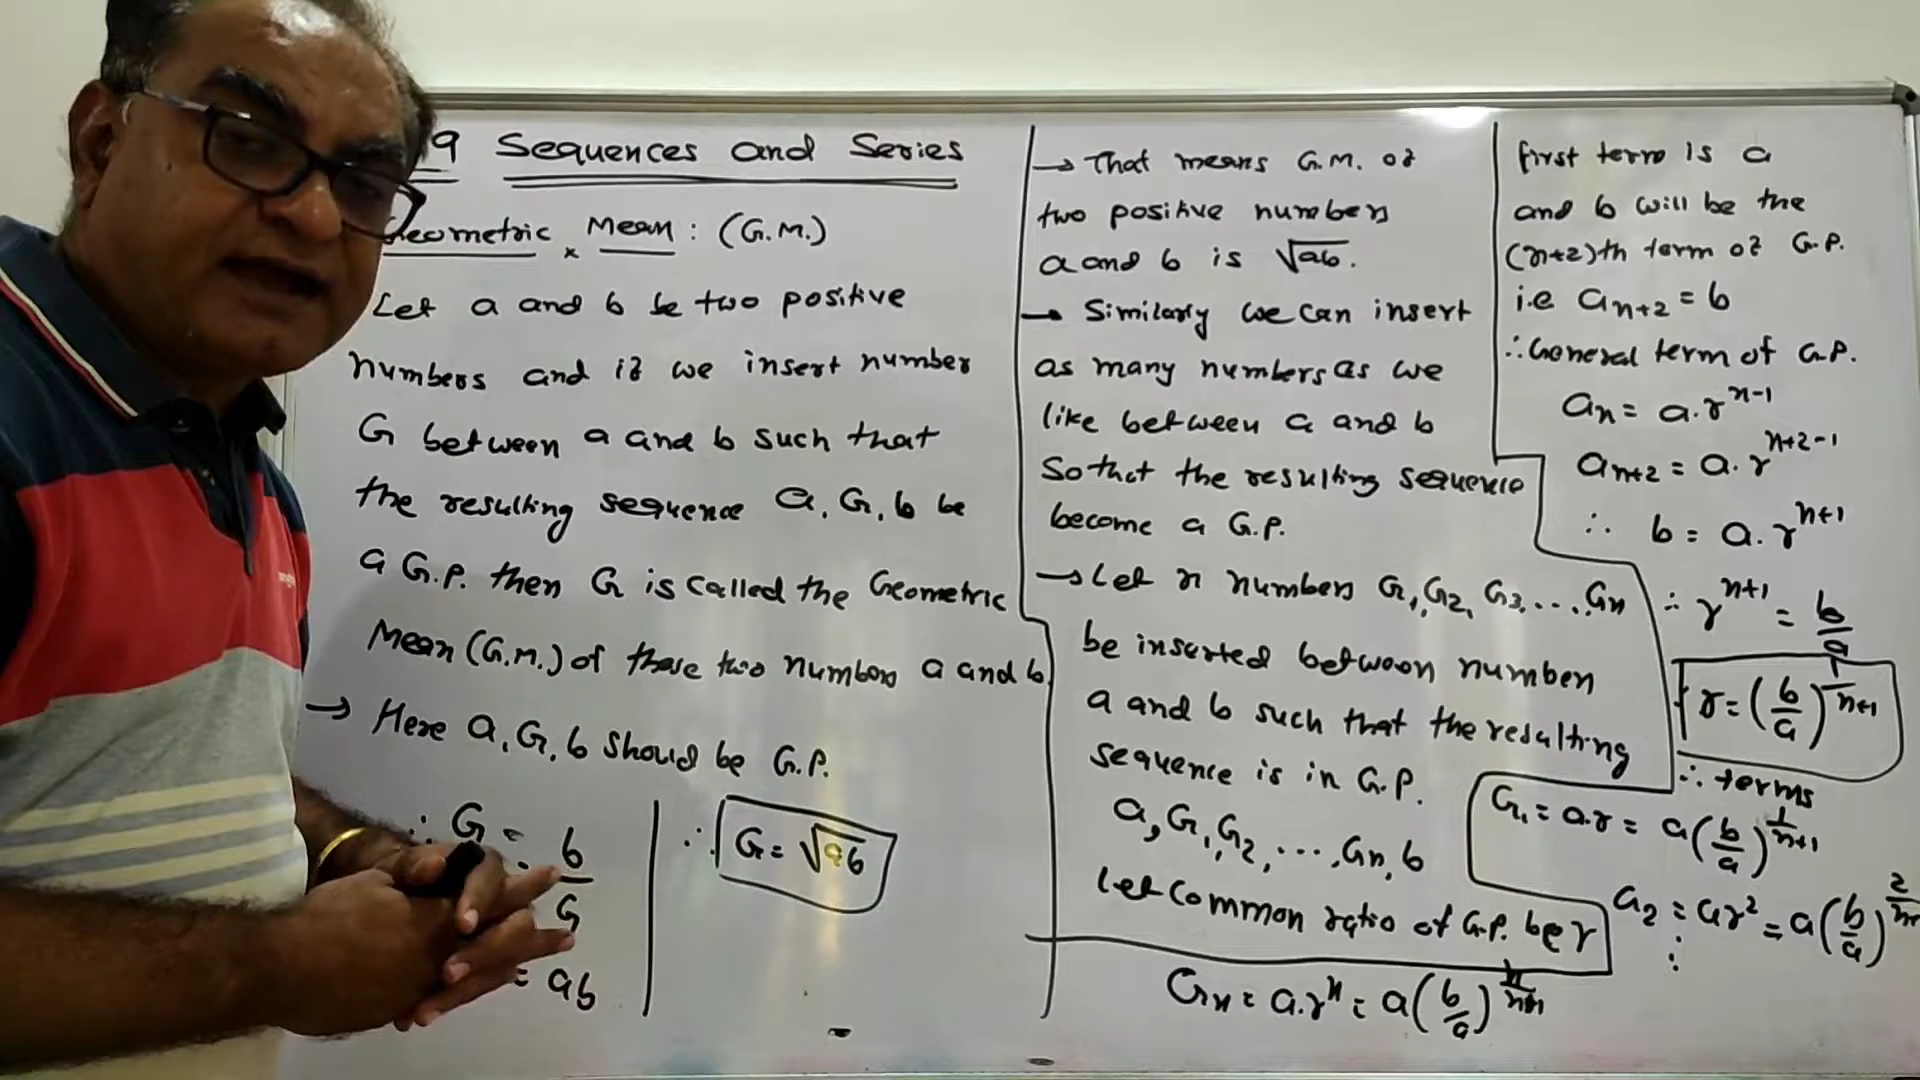 9 Sequences and Series
Geometric Mean : (G.M.)
Let a and b be two positive
numbers and if we insert number
G between a and b such that
the resulting sequence a, G, b be
a G.P. then G is called the Geometric
Mean (G.M.) of these two numbers a and b.
→ Here a, G, b should be G.P.
∴ G = b/G
= ab
∴ G = √ab
→ That means G.M. of
two positive numbers
a and b is √ab.
→ Similarly we can insert
as many numbers as we
like between a and b
so that the resulting sequence
become a G.P.
→ Let n numbers G1, G2, G3, ..., Gn
be inserted between number
a and b such that the resulting
sequence is in G.P.
a, G1, G2, ..., Gn, b
Let common ratio of G.P. be r
first term is a
and b will be the
(n+2)th term of G.P.
i.e a_{n+2} = b
∴ General term of G.P.
a_n = a.r^{n-1}
a_{n+2} = a.r^{n+2-1}
∴ b = a.r^{n+1}
∴ r^{n+1} = b/a
r = (b/a)^{1/n+1}
∴ terms
G1 = a.r = a(b/a)^{1/n+1}
G2 = ar^2 = a(b/a)^{2/n+
⋮
Gn = a.r^n = a(b/a)^{n/n+1}